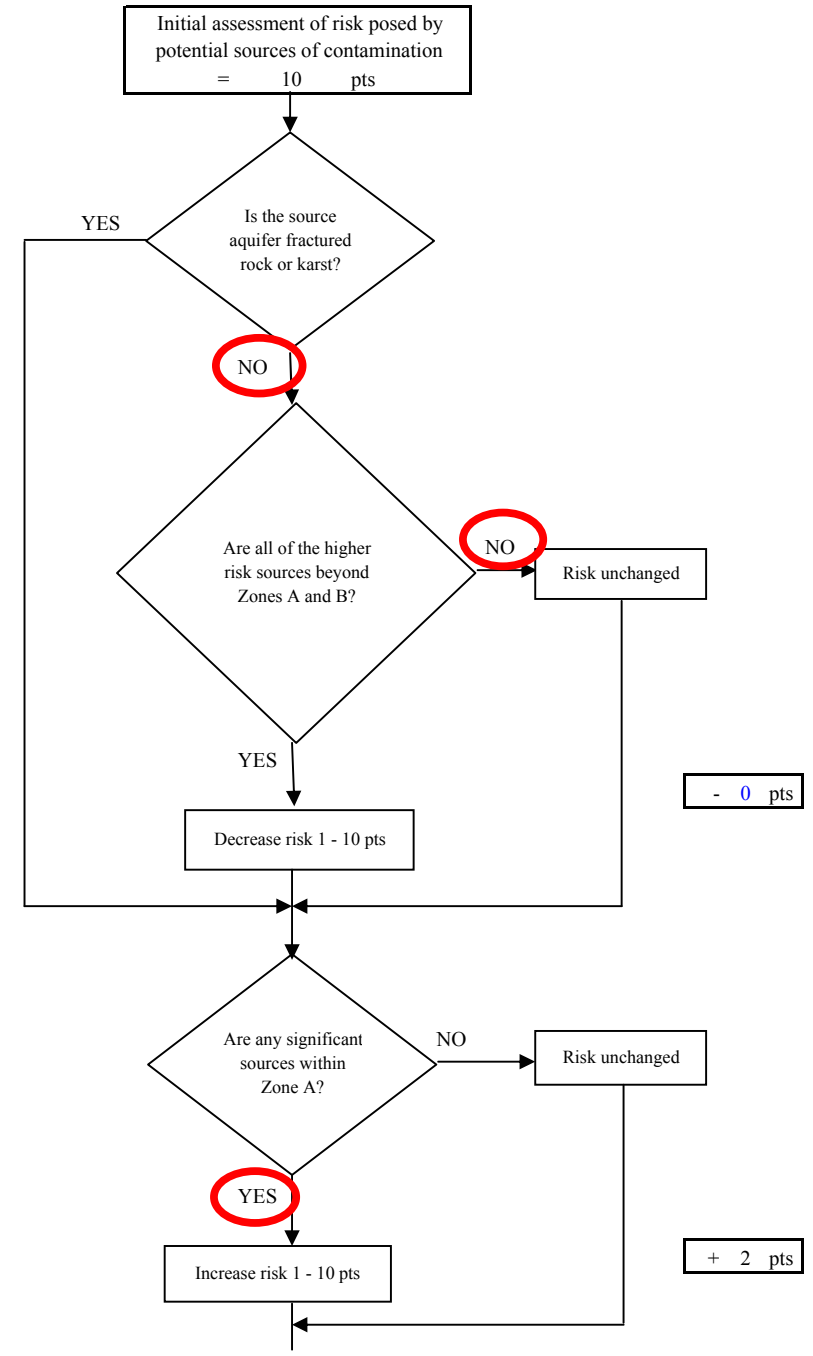 Initial assessment of risk posed by
potential sources of contamination
= 10 pts
YES
Is the source
aquifer fractured
rock or karst?
NO
Are all of the higher
risk sources beyond
Zones A and B?
NO
Risk unchanged
YES
- 0 pts
Decrease risk 1 - 10 pts
Are any significant
sources within
Zone A?
NO
Risk unchanged
YES
Increase risk 1 - 10 pts
+ 2 pts